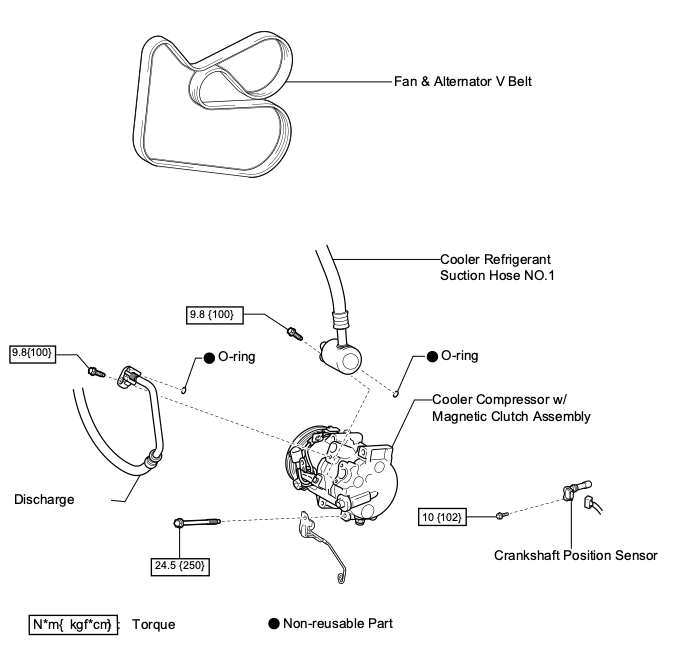 Fan & Alternator V Belt
Cooler Refrigerant
Suction Hose NO.1
9.8 {100}
9.8{100}
O-ring
O-ring
Cooler Compressor w/
Magnetic Clutch Assembly
Discharge
10 {102}
Crankshaft Position Sensor
24.5 {250}
N*m{ kgf*cm} : Torque
Non-reusable Part